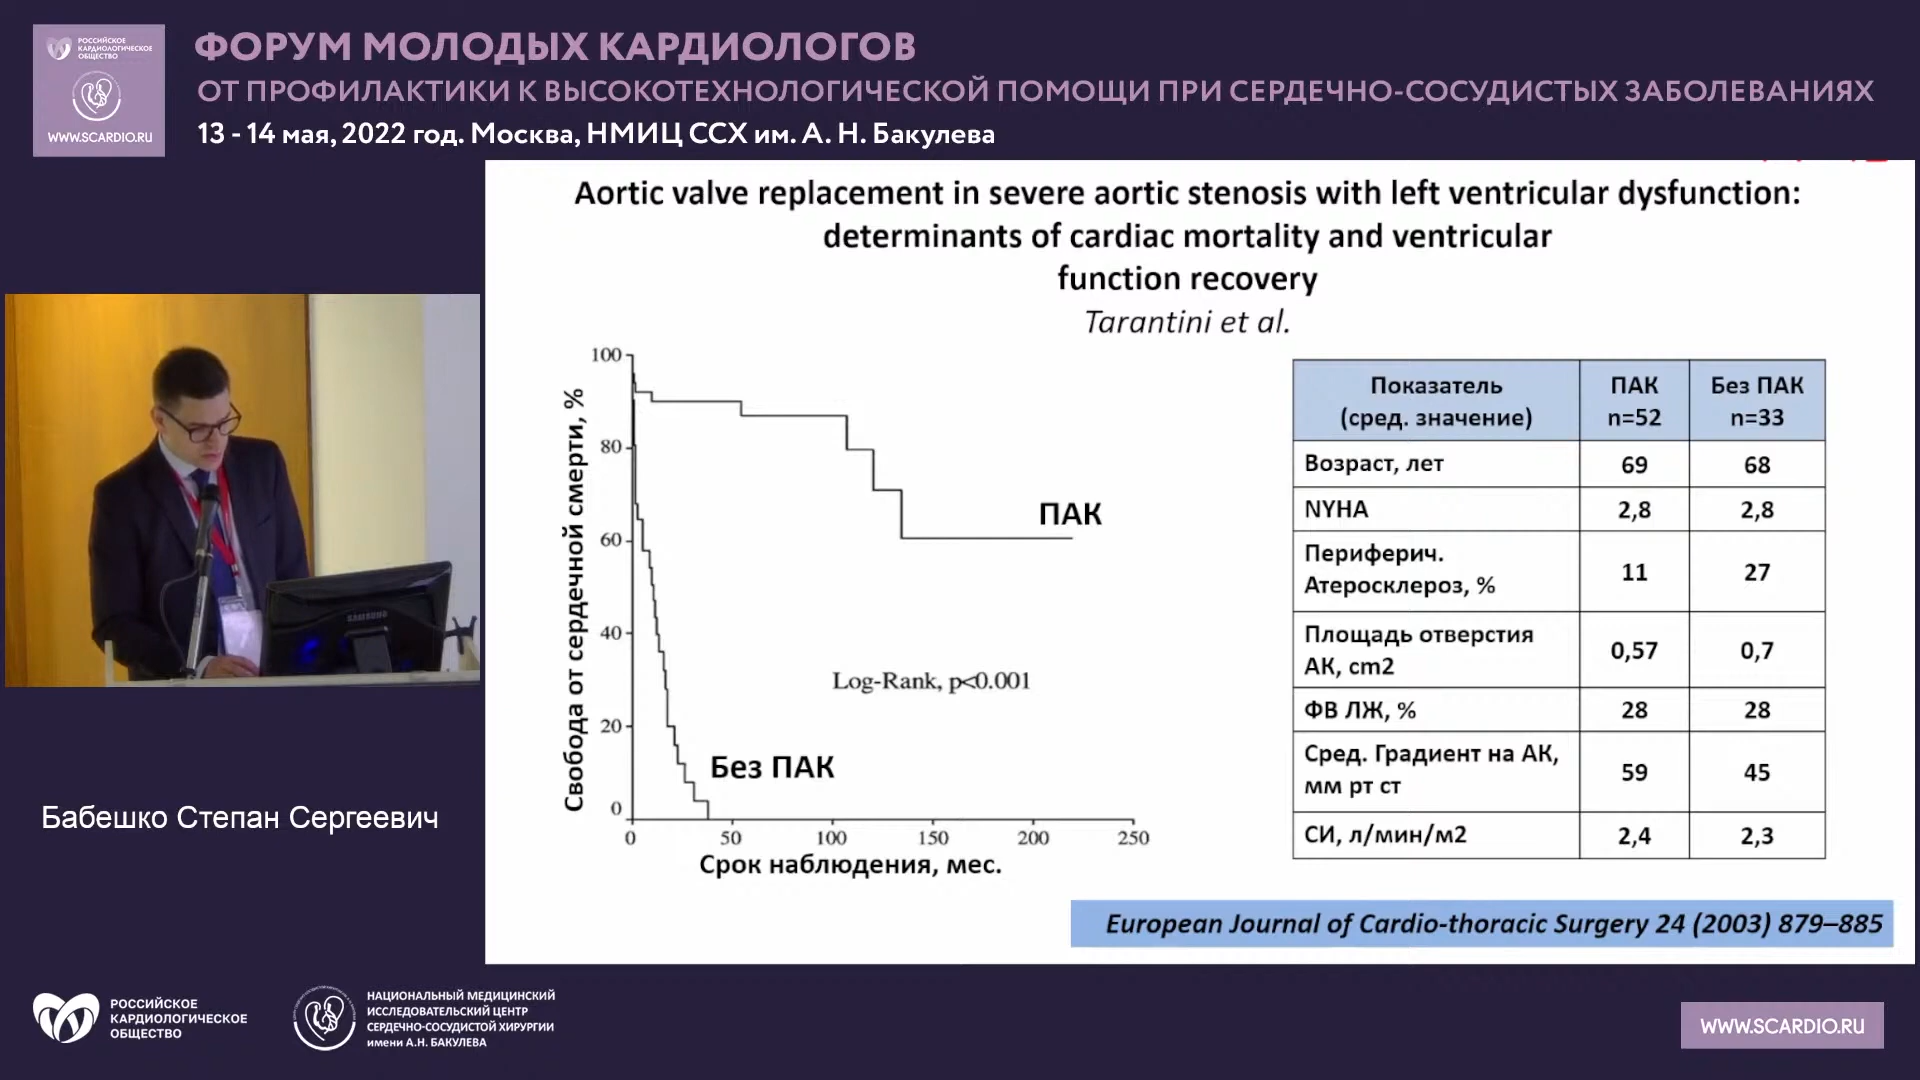 РОССИЙСКОЕ
КАРДИОЛОГИЧЕСКОЕ
ОБЩЕСТВО
WWW.SCARDIO.RU
ФОРУМ МОЛОДЫХ КАРДИОЛОГОВ
ОТ ПРОФИЛАКТИКИ К ВЫСОКОТЕХНОЛОГИЧЕСКОЙ ПОМОЩИ ПРИ СЕРДЕЧНО-СОСУДИСТЫХ ЗАБОЛЕВАНИЯХ
13 - 14 мая, 2022 год. Москва, НМИЦ ССХ им. А. Н. Бакулева
Aortic valve replacement in severe aortic stenosis with left ventricular dysfunction:
determinants of cardiac mortality and ventricular
function recovery
Tarantini et al.
Свобода от сердечной смерти, %
100
80
60
40
20
0
ПАК
Log-Rank, p<0.001
Без ПАК
0 50 100 150 200 250
Срок наблюдения, мес.
Показатель (сред. значение) ПАК n=52 Без ПАК n=33
Возраст, лет 69 68
NYHA 2,8 2,8
Периферич. Атеросклероз, % 11 27
Площадь отверстия АК, cm2 0,57 0,7
ФВ ЛЖ, % 28 28
Сред. Градиент на АК, мм рт ст 59 45
СИ, л/мин/м2 2,4 2,3
European Journal of Cardio-thoracic Surgery 24 (2003) 879–885
SAMSUNG
Бабешко Степан Сергеевич
РОССИЙСКОЕ
КАРДИОЛОГИЧЕСКОЕ
ОБЩЕСТВО
НАЦИОНАЛЬНЫЙ МЕДИЦИНСКИЙ
ИССЛЕДОВАТЕЛЬСКИЙ ЦЕНТР
СЕРДЕЧНО-СОСУДИСТОЙ ХИРУРГИИ
имени А.Н. БАКУЛЕВА
WWW.SCARDIO.RU